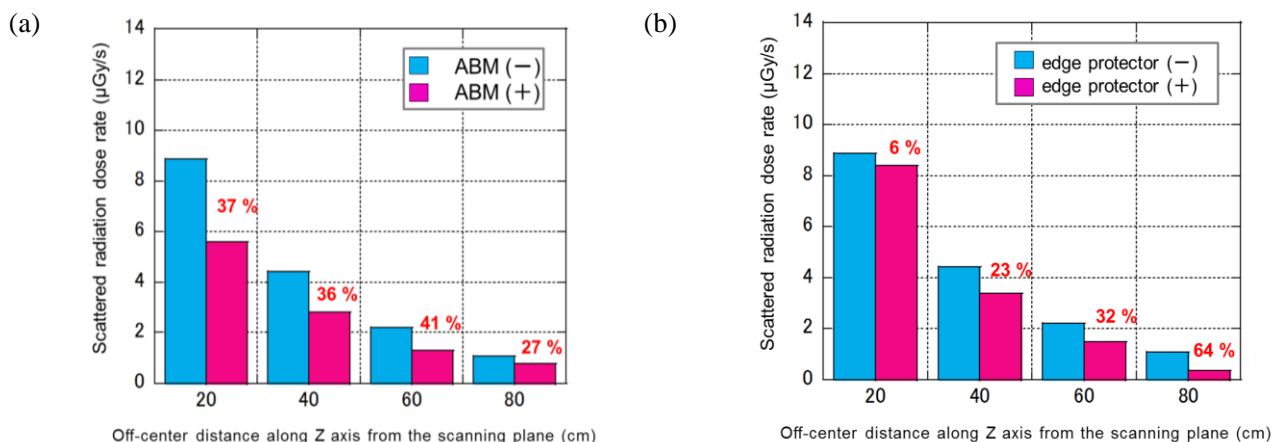 (a)
Scattered radiation dose rate (μGy/s)
14
12
10
8
6
4
2
0
ABM (−)
ABM (+)
37 %
36 %
41 %
27 %
20 40 60 80
Off-center distance along Z axis from the scanning plane (cm)
(b)
Scattered radiation dose rate (μGy/s)
14
12
10
8
6
4
2
0
edge protector (−)
edge protector (+)
6 %
23 %
32 %
64 %
20 40 60 80
Off-center distance along Z axis from the scanning plane (cm)